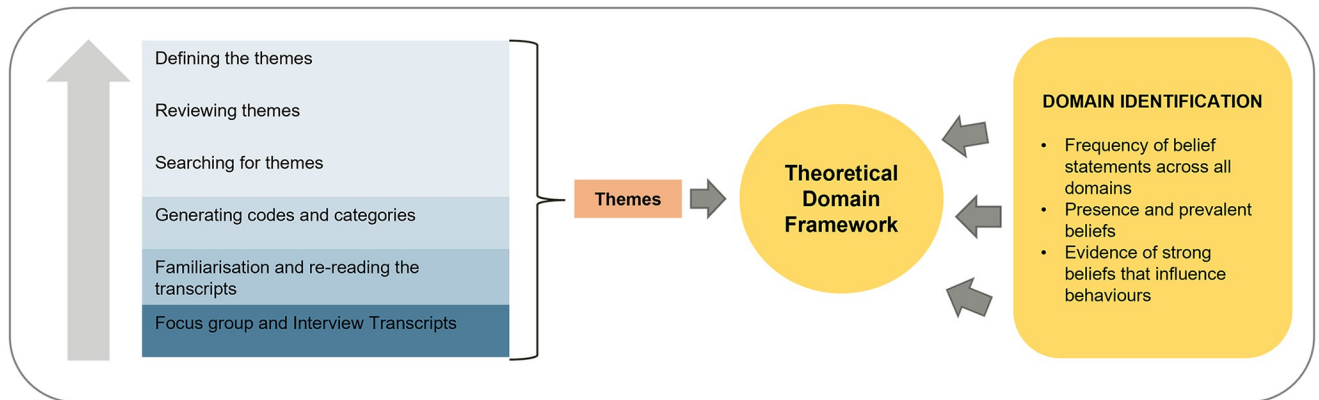 Defining the themes
Reviewing themes
Searching for themes
Generating codes and categories
Familiarisation and re-reading the
transcripts
Focus group and Interview Transcripts
Themes
Theoretical
Domain
Framework
DOMAIN IDENTIFICATION
• Frequency of belief
statements across all
domains
• Presence and prevalent
beliefs
• Evidence of strong
beliefs that influence
behaviours